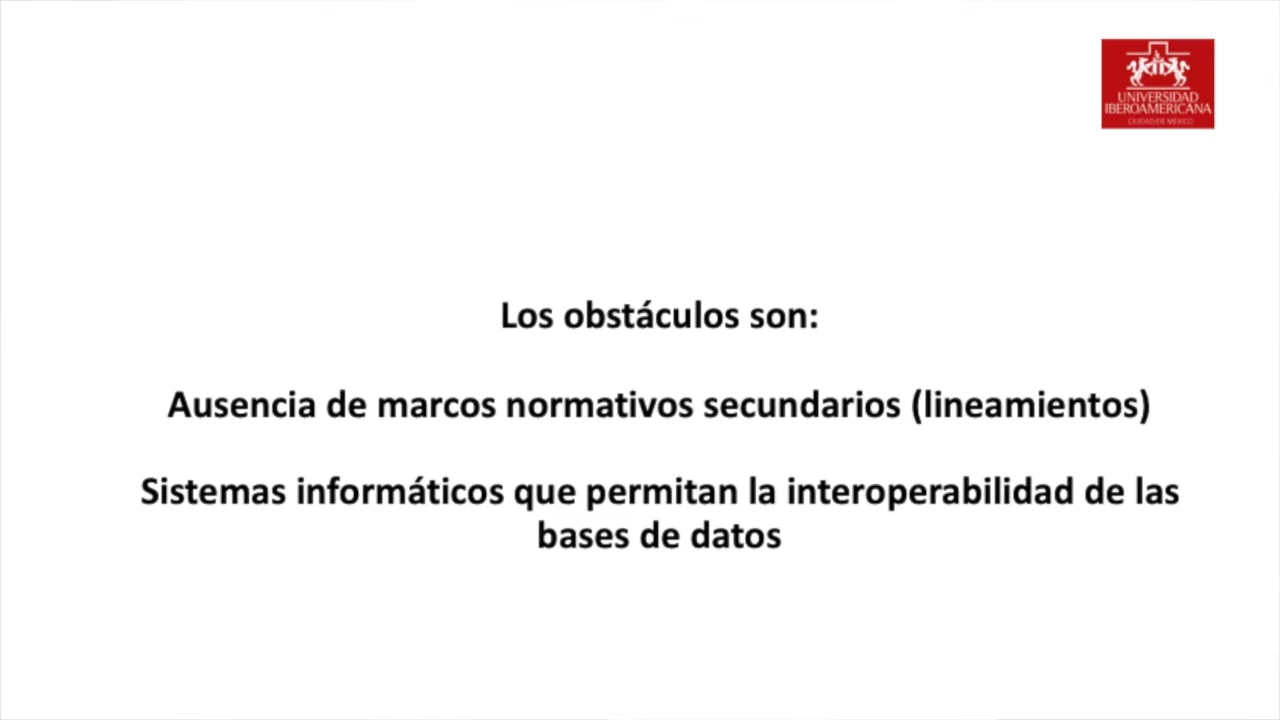 UNIVERSIDAD
IBEROAMERICANA
CIUDAD DE MÉXICO
Los obstáculos son:
Ausencia de marcos normativos secundarios (lineamientos)
Sistemas informáticos que permitan la interoperabilidad de las
bases de datos